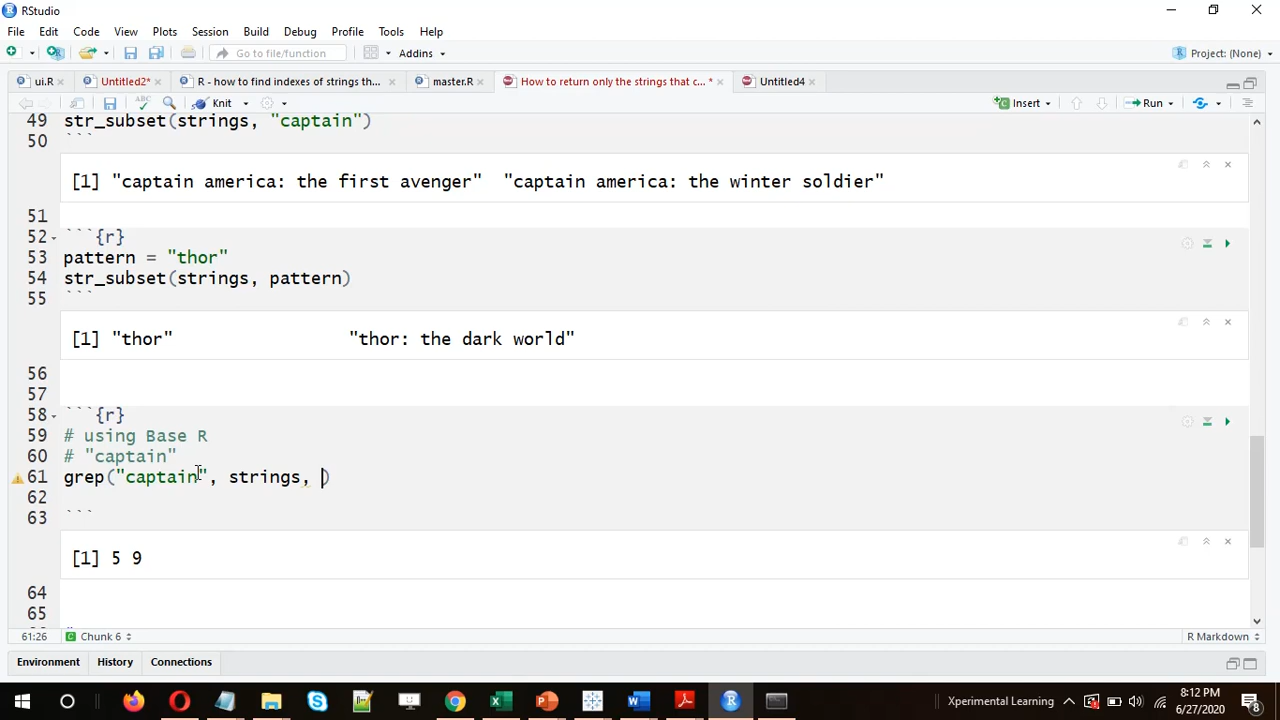 RStudio
File Edit Code View Plots Session Build Debug Profile Tools Help
Go to file/function Addins Project: (None)
ui.R Untitled2* R - how to find indexes of strings th... master.R How to return only the strings that c... * Untitled4
ABC Knit Insert Run
49 str_subset(strings, "captain")
50 ```
[1] "captain america: the first avenger" "captain america: the winter soldier"
51
52 ```{r}
53 pattern = "thor"
54 str_subset(strings, pattern)
55 ```
[1] "thor" "thor: the dark world"
56
57
58 ```{r}
59 # using Base R
60 # "captain"
61 grep("captain", strings, )
62
63 ```
[1] 5 9
64
65
61:26 Chunk 6 R Markdown
Environment History Connections
Xperimental Learning 8:12 PM
6/27/2020 8